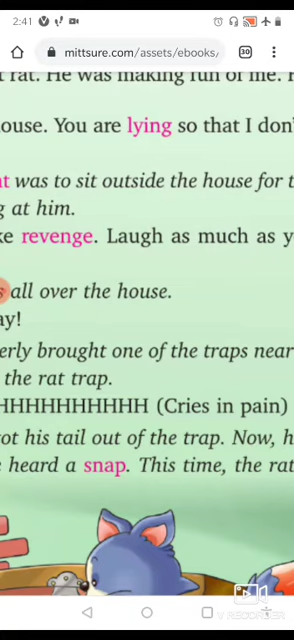 2:41
mittsure.com/assets/ebooks/
30
t rat. He was making fun of me. H
ouse. You are lying so that I don'
at was to sit outside the house for t
g at him.
ke revenge. Laugh as much as y
s all over the house.
ay!
erly brought one of the traps near
the rat trap.
HHHHHHHHHHH (Cries in pain)
ot his tail out of the trap. Now, h
e heard a snap. This time, the rat
V RECORDER